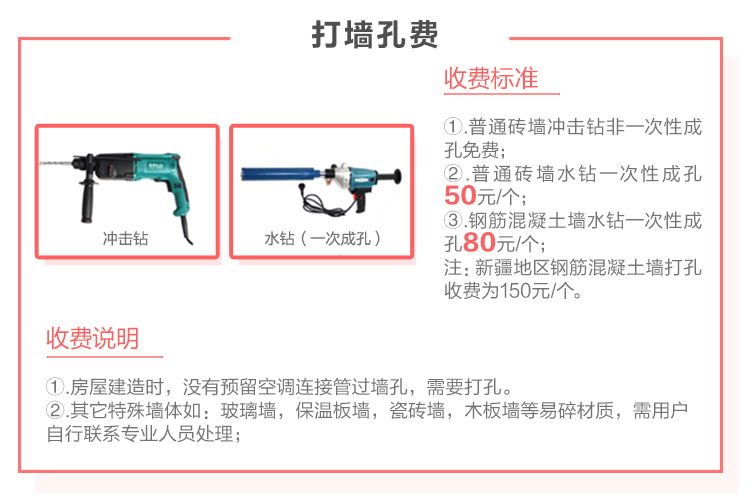 打墙孔费
收费标准
①.普通砖墙冲击钻非一次性成
孔免费；
②.普通砖墙水钻一次性成孔
50元/个；
③.钢筋混凝土墙水钻一次性成
孔80元/个；
注：新疆地区钢筋混凝土墙打孔
收费为150元/个。
冲击钻
水钻（一次成孔）
收费说明
①.房屋建造时，没有预留空调连接管过墙孔，需要打孔。
②.其它特殊墙体如：玻璃墙，保温板墙，瓷砖墙，木板墙等易碎材质，需用户
自行联系专业人员处理；